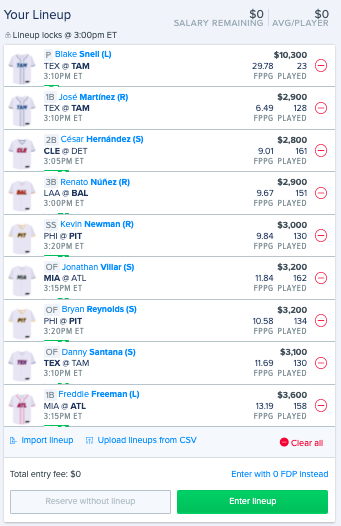 Your Lineup
$0 $0
SALARY REMAINING AVG/PLAYER
Lineup locks @ 3:00pm ET
P Blake Snell (L) $10,300
TEX @ TAM 29.78 23
3:10PM ET FPPG PLAYED
1B José Martínez (R) $2,900
TEX @ TAM 6.49 128
3:10PM ET FPPG PLAYED
2B César Hernández (S) $2,800
CLE @ DET 9.01 161
3:05PM ET FPPG PLAYED
3B Renato Núñez (R) $2,900
LAA @ BAL 9.67 151
3:00PM ET FPPG PLAYED
SS Kevin Newman (R) $3,000
PHI @ PIT 9.84 130
3:20PM ET FPPG PLAYED
OF Jonathan Villar (S) $3,200
MIA @ ATL 11.84 162
3:15PM ET FPPG PLAYED
OF Bryan Reynolds (S) $3,200
PHI @ PIT 10.58 134
3:20PM ET FPPG PLAYED
OF Danny Santana (S) $3,100
TEX @ TAM 11.69 130
3:10PM ET FPPG PLAYED
1B Freddie Freeman (L) $3,600
MIA @ ATL 13.19 158
3:15PM ET FPPG PLAYED
Import lineup Upload lineups from CSV Clear all
Total entry fee: $0 Enter with 0 FDP instead
Reserve without lineup Enter lineup